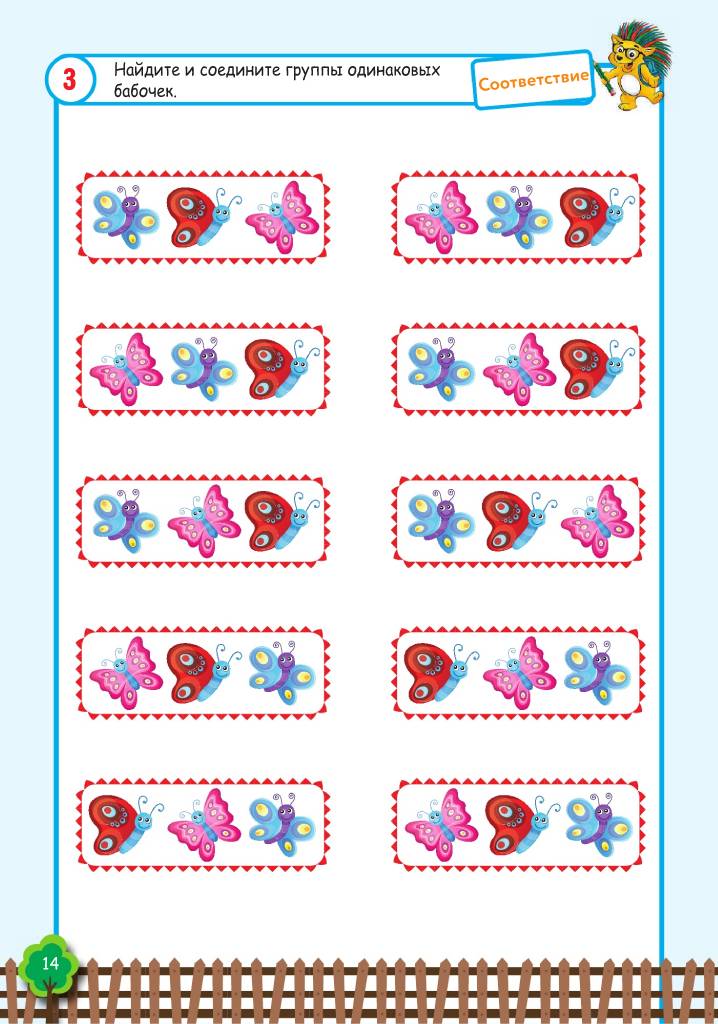 3
Найдите и соедините группы одинаковых
бабочек.
Соответствие
14